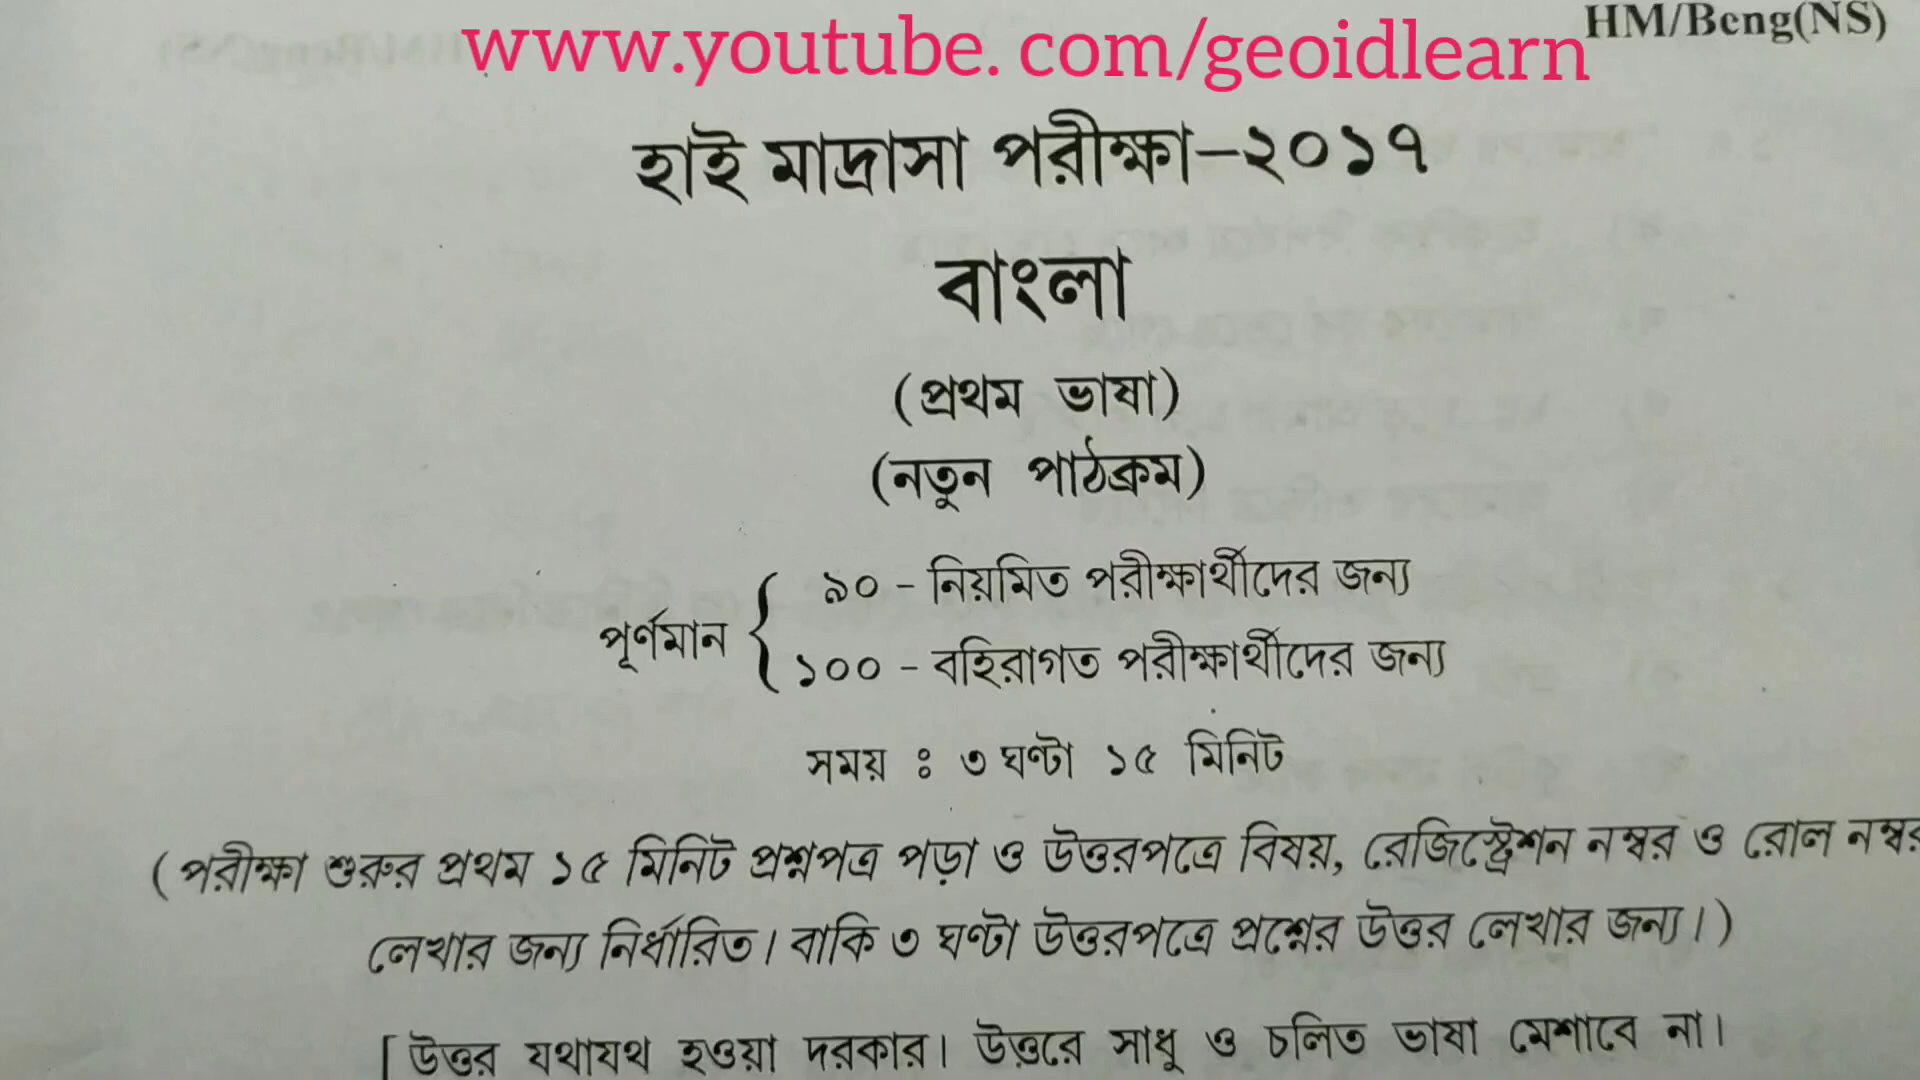 HM/Beng(NS)
www.youtube. com/geoidlearn
হাই মাদ্রাসা পরীক্ষা–২০১৭
বাংলা
(প্রথম ভাষা)
(নতুন পাঠক্রম)
৯০ - নিয়মিত পরীক্ষার্থীদের জন্য
পূর্ণমান
১০০ - বহিরাগত পরীক্ষার্থীদের জন্য
সময় : ৩ ঘণ্টা ১৫ মিনিট
( পরীক্ষা শুরুর প্রথম ১৫ মিনিট প্রশ্নপত্র পড়া ও উত্তরপত্রে বিষয়, রেজিস্ট্রেশন নম্বর ও রোল নম্বর
লেখার জন্য নির্ধারিত। বাকি ৩ ঘণ্টা উত্তরপত্রে প্রশ্নের উত্তর লেখার জন্য।)
[ উত্তর যথাযথ হওয়া দরকার। উত্তরে সাধু ও চলিত ভাষা মেশাবে না।